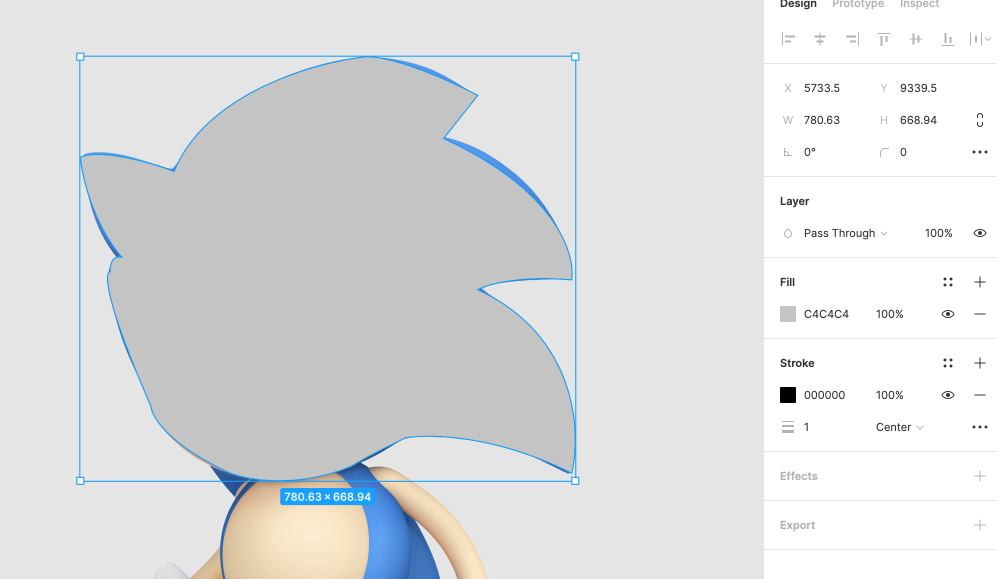 Design Prototype Inspect
X 5733.5 Y 9339.5
W 780.63 H 668.94
0° 0
Layer
Pass Through 100%
Fill
C4C4C4 100%
Stroke
000000 100%
1 Center
Effects
Export
780.63 × 668.94